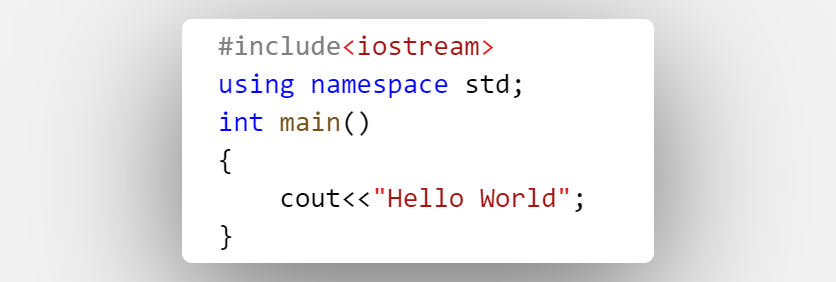 #include<iostream>
using namespace std;
int main()
{
    cout<<"Hello World";
}